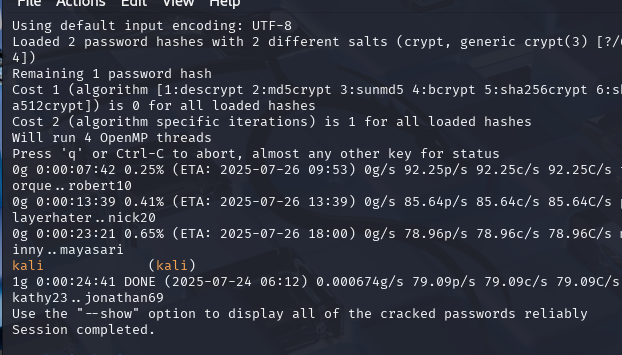 File Actions Edit View Help
Using default input encoding: UTF-8
Loaded 2 password hashes with 2 different salts (crypt, generic crypt(3) [?/
4])
Remaining 1 password hash
Cost 1 (algorithm [1:descrypt 2:md5crypt 3:sunmd5 4:bcrypt 5:sha256crypt 6:sh
a512crypt]) is 0 for all loaded hashes
Cost 2 (algorithm specific iterations) is 1 for all loaded hashes
Will run 4 OpenMP threads
Press 'q' or Ctrl-C to abort, almost any other key for status
0g 0:00:07:42 0.25% (ETA: 2025-07-26 09:53) 0g/s 92.25p/s 92.25c/s 92.25C/s
orque..robert10
0g 0:00:13:39 0.41% (ETA: 2025-07-26 13:39) 0g/s 85.64p/s 85.64c/s 85.64C/s
layerhater..nick20
0g 0:00:23:21 0.65% (ETA: 2025-07-26 18:00) 0g/s 78.96p/s 78.96c/s 78.96C/s
inny..mayasari
kali (kali)
1g 0:00:24:41 DONE (2025-07-24 06:12) 0.000674g/s 79.09p/s 79.09c/s 79.09C/s
kathy23..jonathan69
Use the "--show" option to display all of the cracked passwords reliably
Session completed.